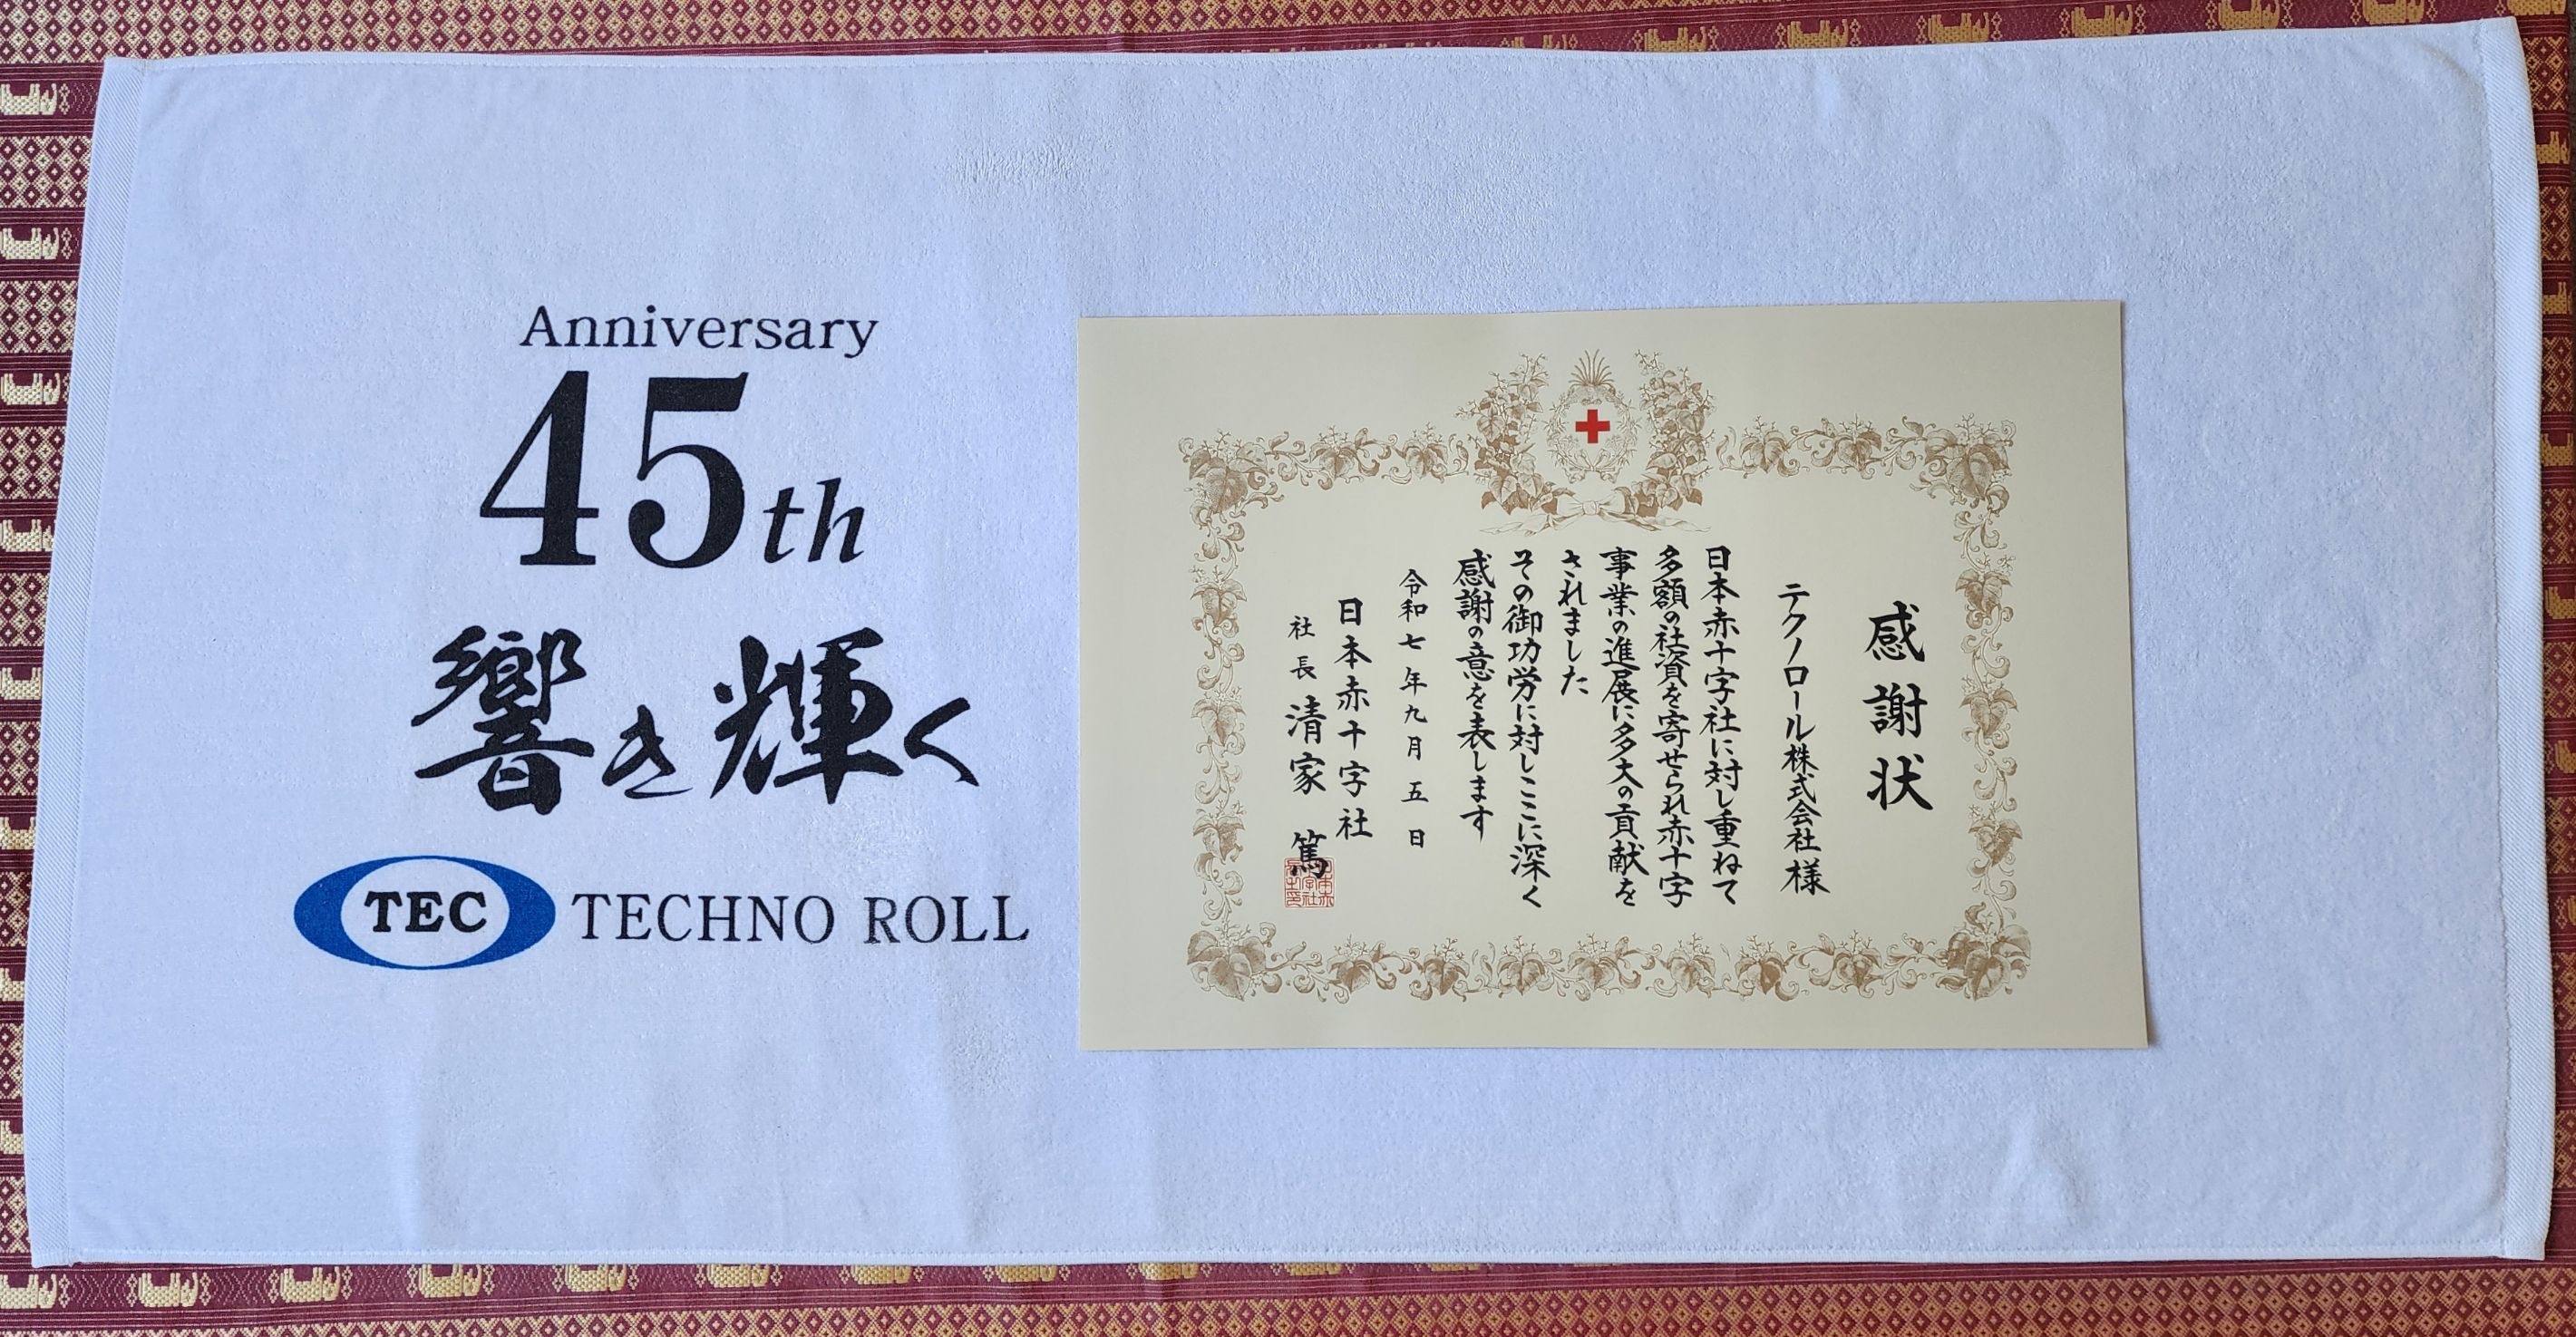 Anniversary
45th
響き輝く
TEC TECHNO ROLL
感謝状
テクノロール株式会社様
日本赤十字社に対し重ねて
多額の社資を寄せられ赤十字
事業の進展に多大の貢献を
されました
その御功労に対しここに深く
感謝の意を表します
令和七年九月五日
日本赤十字社
社長 清家 篤